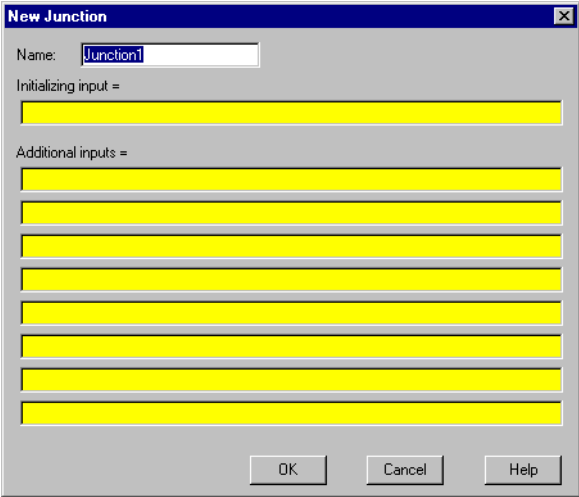 New Junction
Name: Junction1
Initializing input =
Additional inputs =
OK Cancel Help